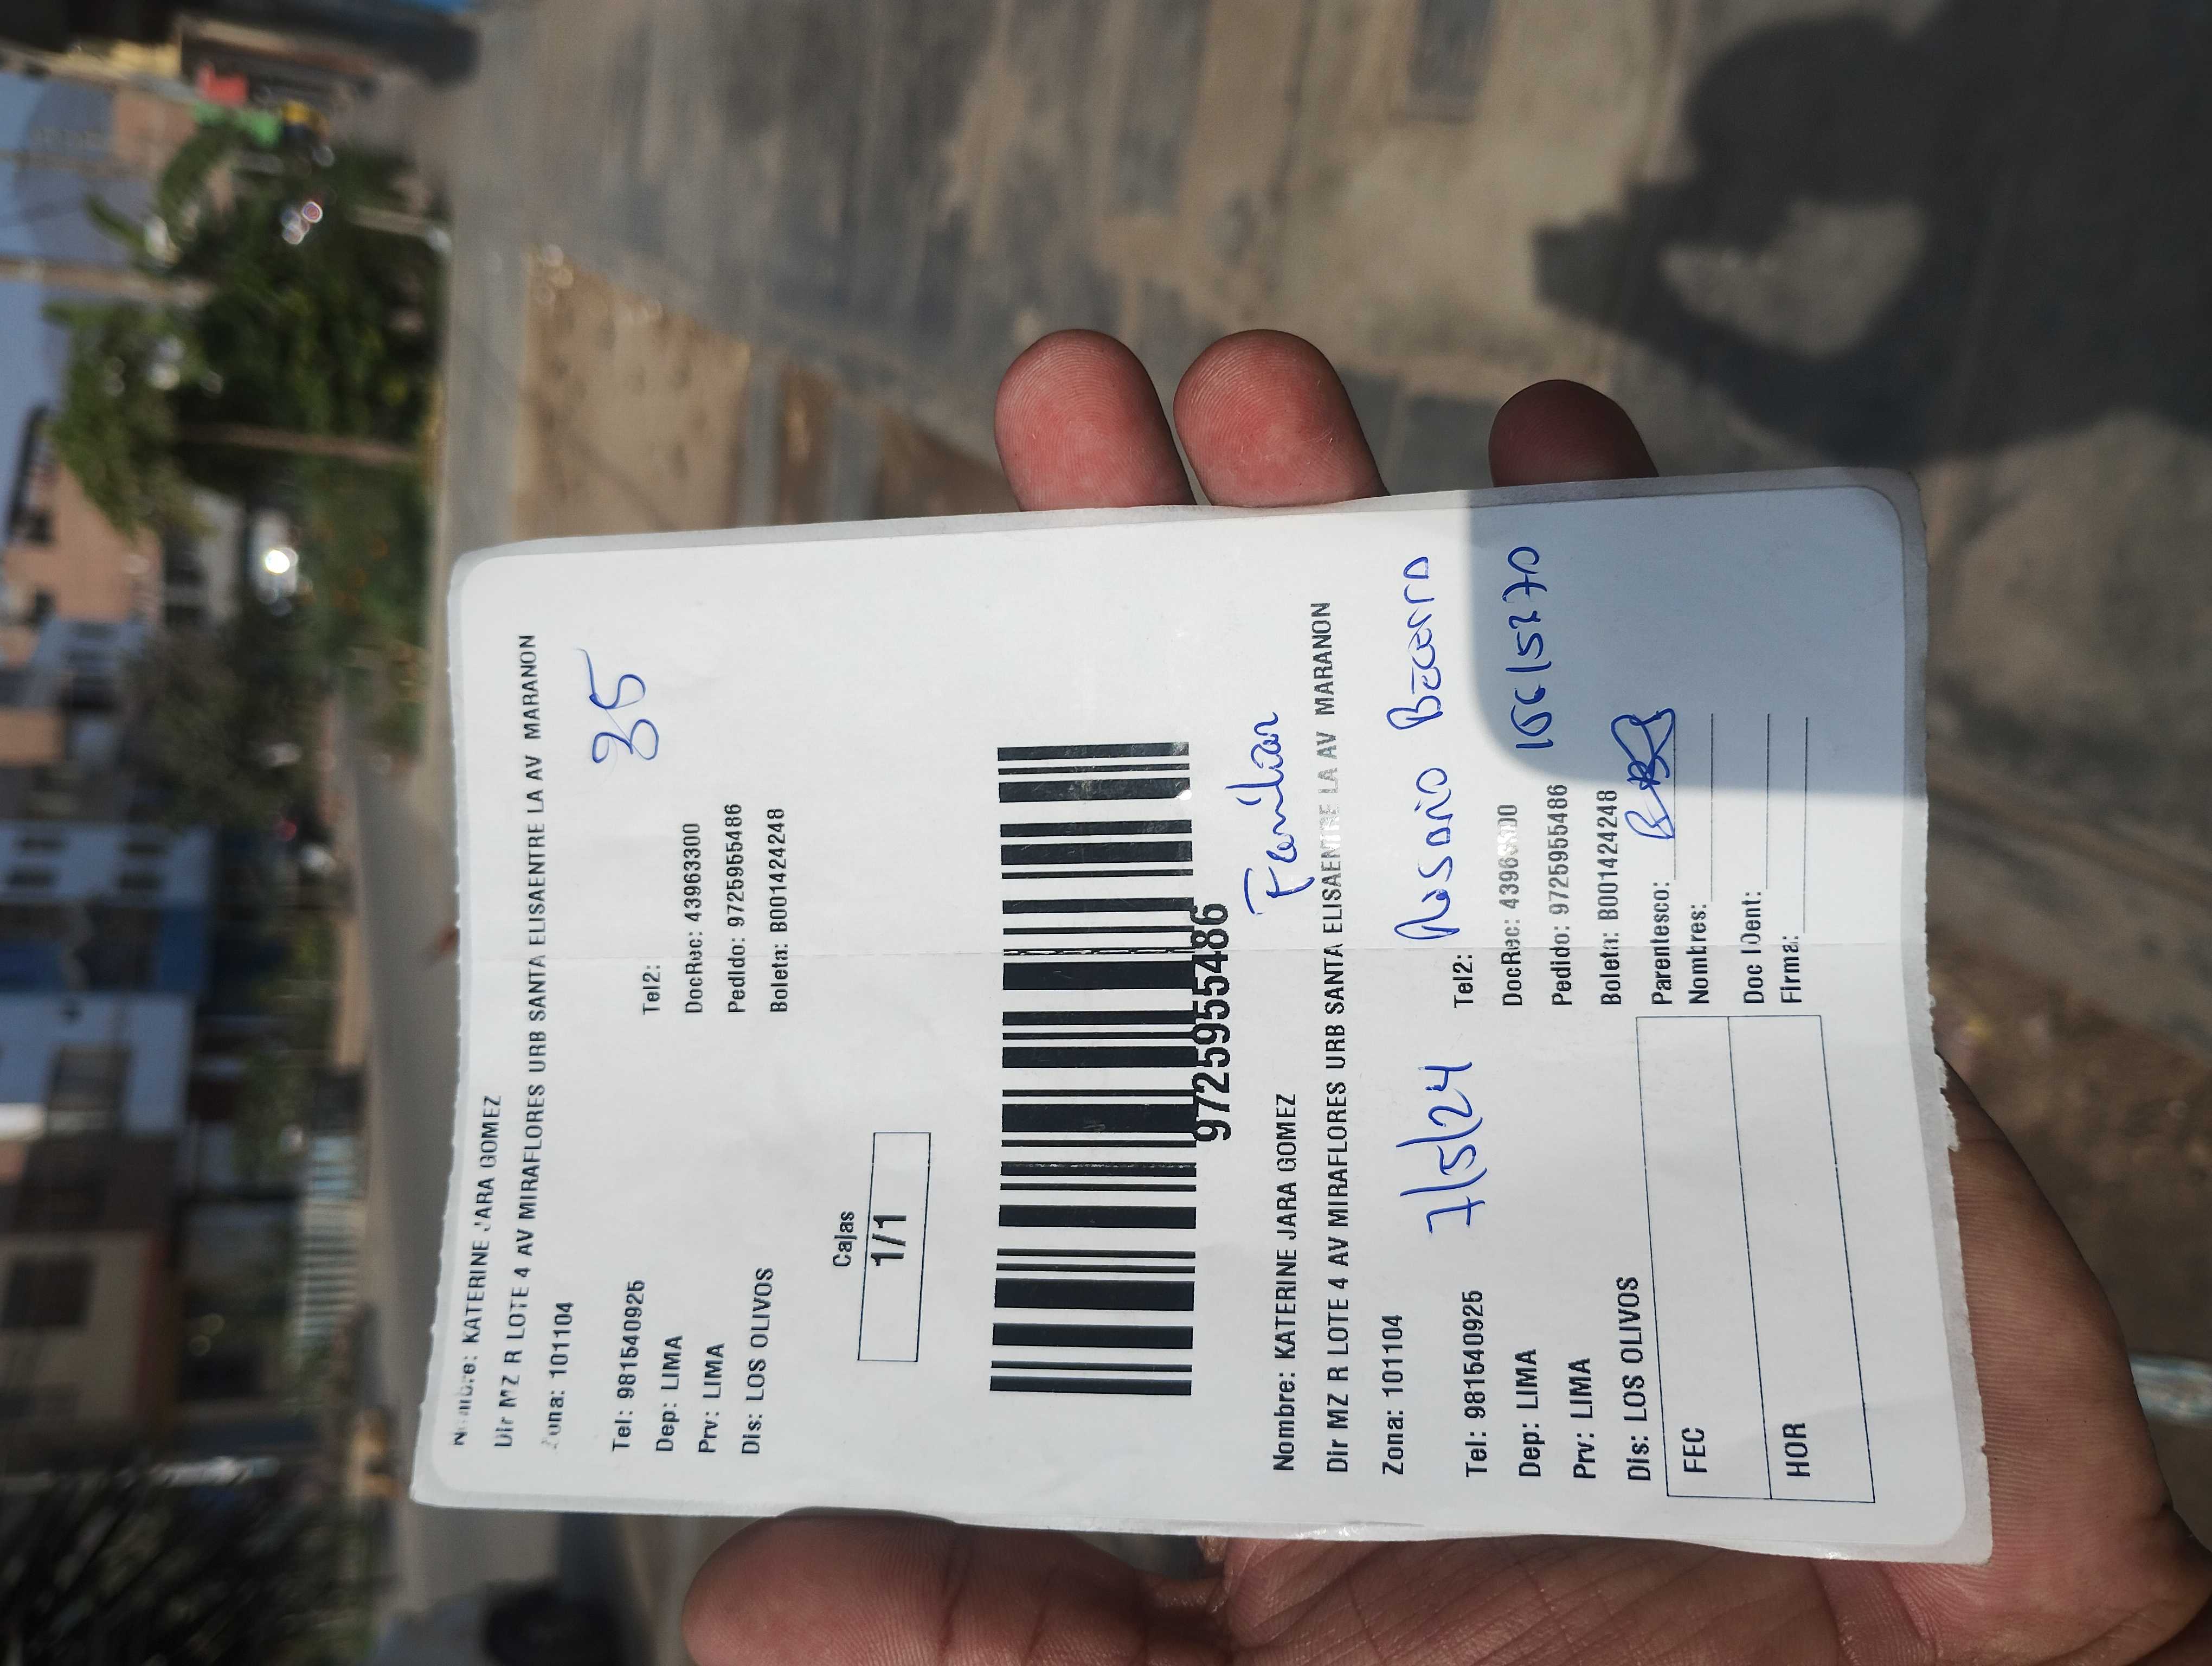 Nombre: KATERINE JARA GOMEZ
Dir MZ R LOTE 4 AV MIRAFLORES URB SANTA ELISAENTRE LA AV MARANON
Zona: 101104
35
Tel: 981540925 Tel2:
Dep: LIMA DocRec: 43963300
Prv: LIMA Pedido: 9725955486
Dis: LOS OLIVOS Boleta: B001424248
Cajas
1/1
9725955486
Familiar
Nombre: KATERINE JARA GOMEZ
Dir MZ R LOTE 4 AV MIRAFLORES URB SANTA ELISAENTRE LA AV MARANON
Zona: 101104
7/5/24 Rosario Becerra
Tel: 981540925 Tel2:
Dep: LIMA DocRec: 43963300
Prv: LIMA Pedido: 9725955486
Dis: LOS OLIVOS Boleta: B001424248
FEC Parentesco:
Nombres:
HOR Doc IDent:
Firma: